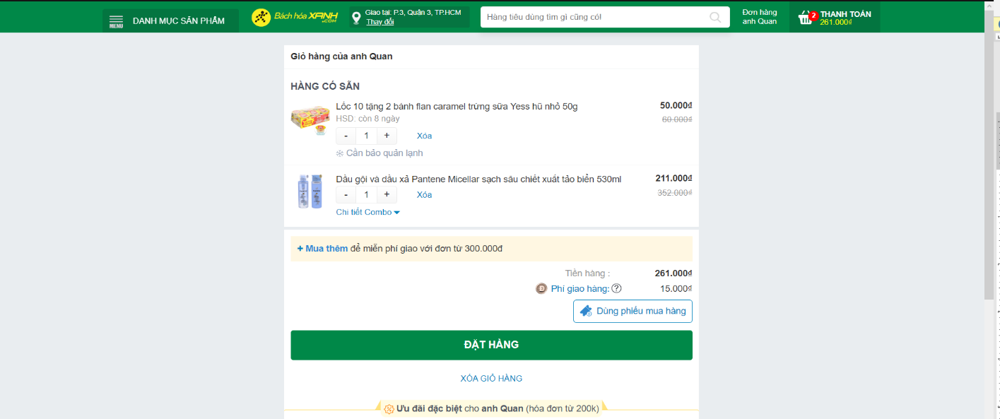 MENU
DANH MỤC SẢN PHẨM
Bách hóa XANH
.COM
Giao tại: P.3, Quận 3, TP.HCM
Thay đổi
Hàng tiêu dùng tìm gì cũng có!
Đơn hàng
anh Quan
2
THANH TOÁN
261.000₫
Giỏ hàng của anh Quan
HÀNG CÓ SẴN
Lốc 10 tặng 2 bánh flan caramel trứng sữa Yess hũ nhỏ 50g
50.000₫
HSD: còn 8 ngày
60.000₫
- 1 + Xóa
Cần bảo quản lạnh
Dầu gội và dầu xả Pantene Micellar sạch sâu chiết xuất tảo biển 530ml
211.000₫
352.000₫
- 1 + Xóa
Chi tiết Combo
+ Mua thêm để miễn phí giao với đơn từ 300.000đ
Tiền hàng : 261.000₫
Phí giao hàng: ? 15.000₫
Dùng phiếu mua hàng
ĐẶT HÀNG
XÓA GIỎ HÀNG
Ưu đãi đặc biệt cho anh Quan (hóa đơn từ 200k)